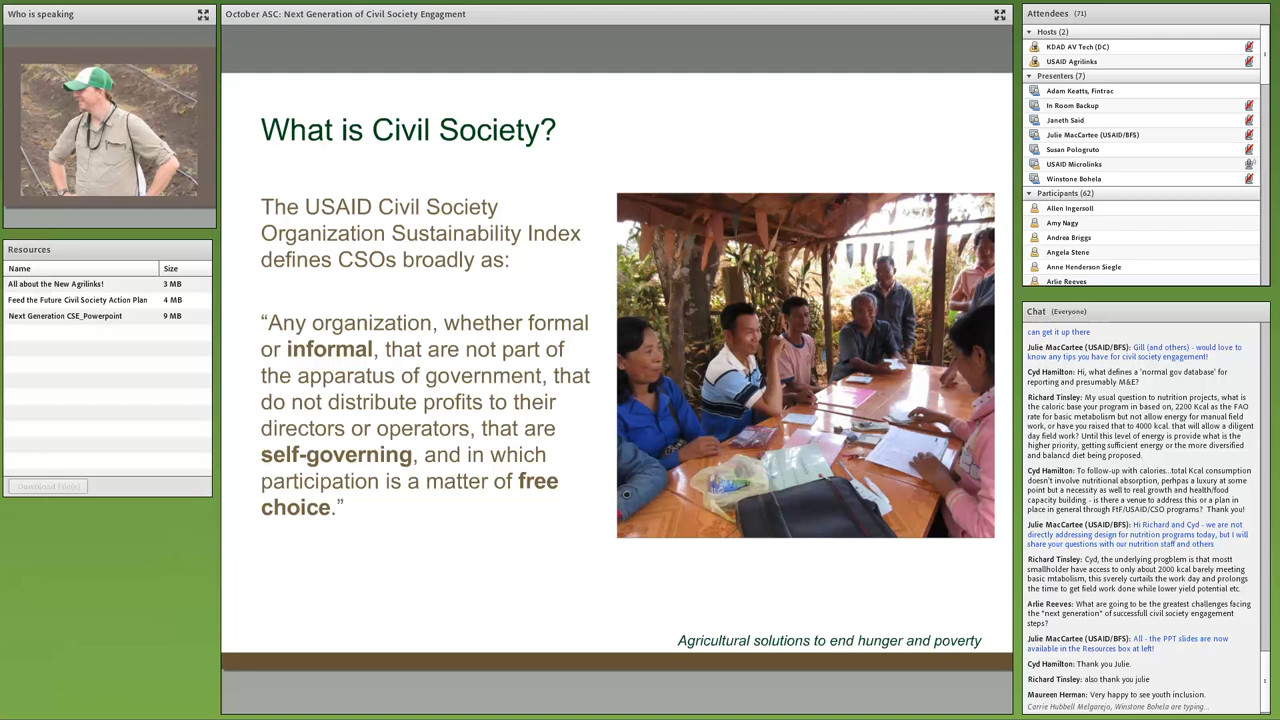 Who is speaking
October ASC: Next Generation of Civil Society Engagment
Attendees (71)
Hosts (2)
KDAD AV Tech (DC)
USAID Agrilinks
Presenters (7)
Adam Keatts, Fintrac
In Room Backup
Janeth Said
Julie MacCartee (USAID/BFS)
Susan Pologruto
USAID Microlinks
Winstone Bohela
Participants (62)
Allen Ingersoll
Amy Nagy
Andrea Briggs
Angela Stene
Anne Henderson Siegle
Arlie Reeves
Resources
Name Size
All about the New Agrilinks! 3 MB
Feed the Future Civil Society Action Plan 4 MB
Next Generation CSE_Powerpoint 9 MB
Download File(s)
What is Civil Society?
The USAID Civil Society
Organization Sustainability Index
defines CSOs broadly as:
“Any organization, whether formal
or informal, that are not part of
the apparatus of government, that
do not distribute profits to their
directors or operators, that are
self-governing, and in which
participation is a matter of free
choice.”
Agricultural solutions to end hunger and poverty
Chat (Everyone)
can get it up there
Julie MacCartee (USAID/BFS): Gill (and others) - would love to
know any tips you have for civil society engagement!
Cyd Hamilton: Hi, what defines a 'normal gov database' for
reporting and presumably M&E?
Richard Tinsley: My usual question to nutrition projects, what is
the caloric base your program in based on, 2200 Kcal as the FAO
rate for basic metabolism but not allow energy for manual field
work, or have you raised that to 4000 kcal. that will allow a diligent
day field work? Until this level of energy is provide what is the
higher priority, getting sufficient energy or the more diversified
and balancd diet being proposed.
Cyd Hamilton: To follow-up with calories...total Kcal consumption
doesn't involve nutritional absorption, perhpas a luxury at some
point but a necessity as well to real growth and health/food
capacity building - is there a venue to address this or a plan in
place in general through FtF/USAID/CSO programs? Thank you!
Julie MacCartee (USAID/BFS): Hi Richard and Cyd - we are not
directly addressing design for nutrition programs today, but I will
share your questions with our nutrition staff and others
Richard Tinsley: Cyd, the underlying progblem is that mostt
smallholder have access to only about 2000 kcal barely meeting
basic mtabolism, this sverely curtails the work day and prolongs
the time to get field work done while lower yield potential etc.
Arlie Reeves: What are going to be the greatest challenges facing
the "next generation" of successfull civil society engagement
steps?
Julie MacCartee (USAID/BFS): All - the PPT slides are now
available in the Resources box at left!
Cyd Hamilton: Thank you Julie.
Richard Tinsley: also thank you julie
Maureen Herman: Very happy to see youth inclusion.
Carrie Hubbell Melgarejo, Winstone Bohela are typing...